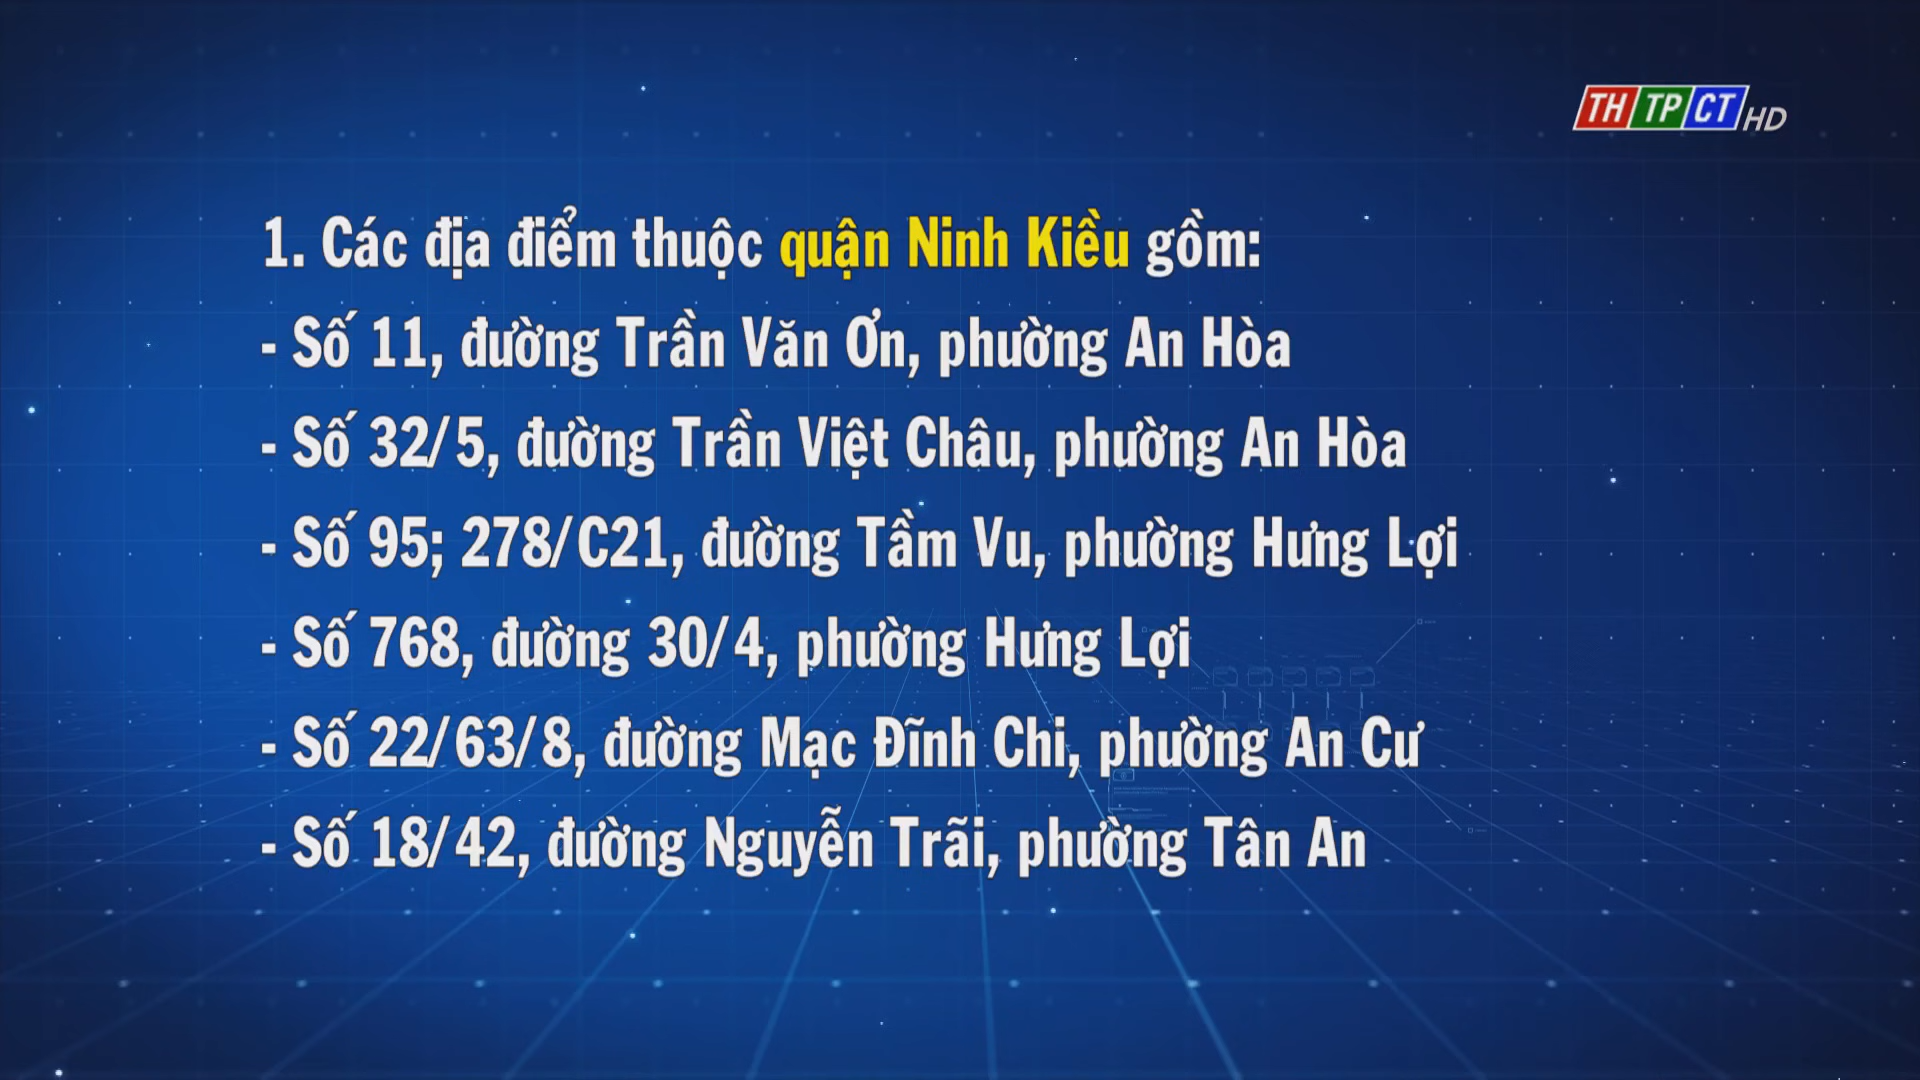 TH TP CT HD
1. Các địa điểm thuộc quận Ninh Kiều gồm:
- Số 11, đường Trần Văn Ơn, phường An Hòa
- Số 32/5, đường Trần Việt Châu, phường An Hòa
- Số 95; 278/C21, đường Tầm Vu, phường Hưng Lợi
- Số 768, đường 30/4, phường Hưng Lợi
- Số 22/63/8, đường Mạc Đĩnh Chi, phường An Cư
- Số 18/42, đường Nguyễn Trãi, phường Tân An